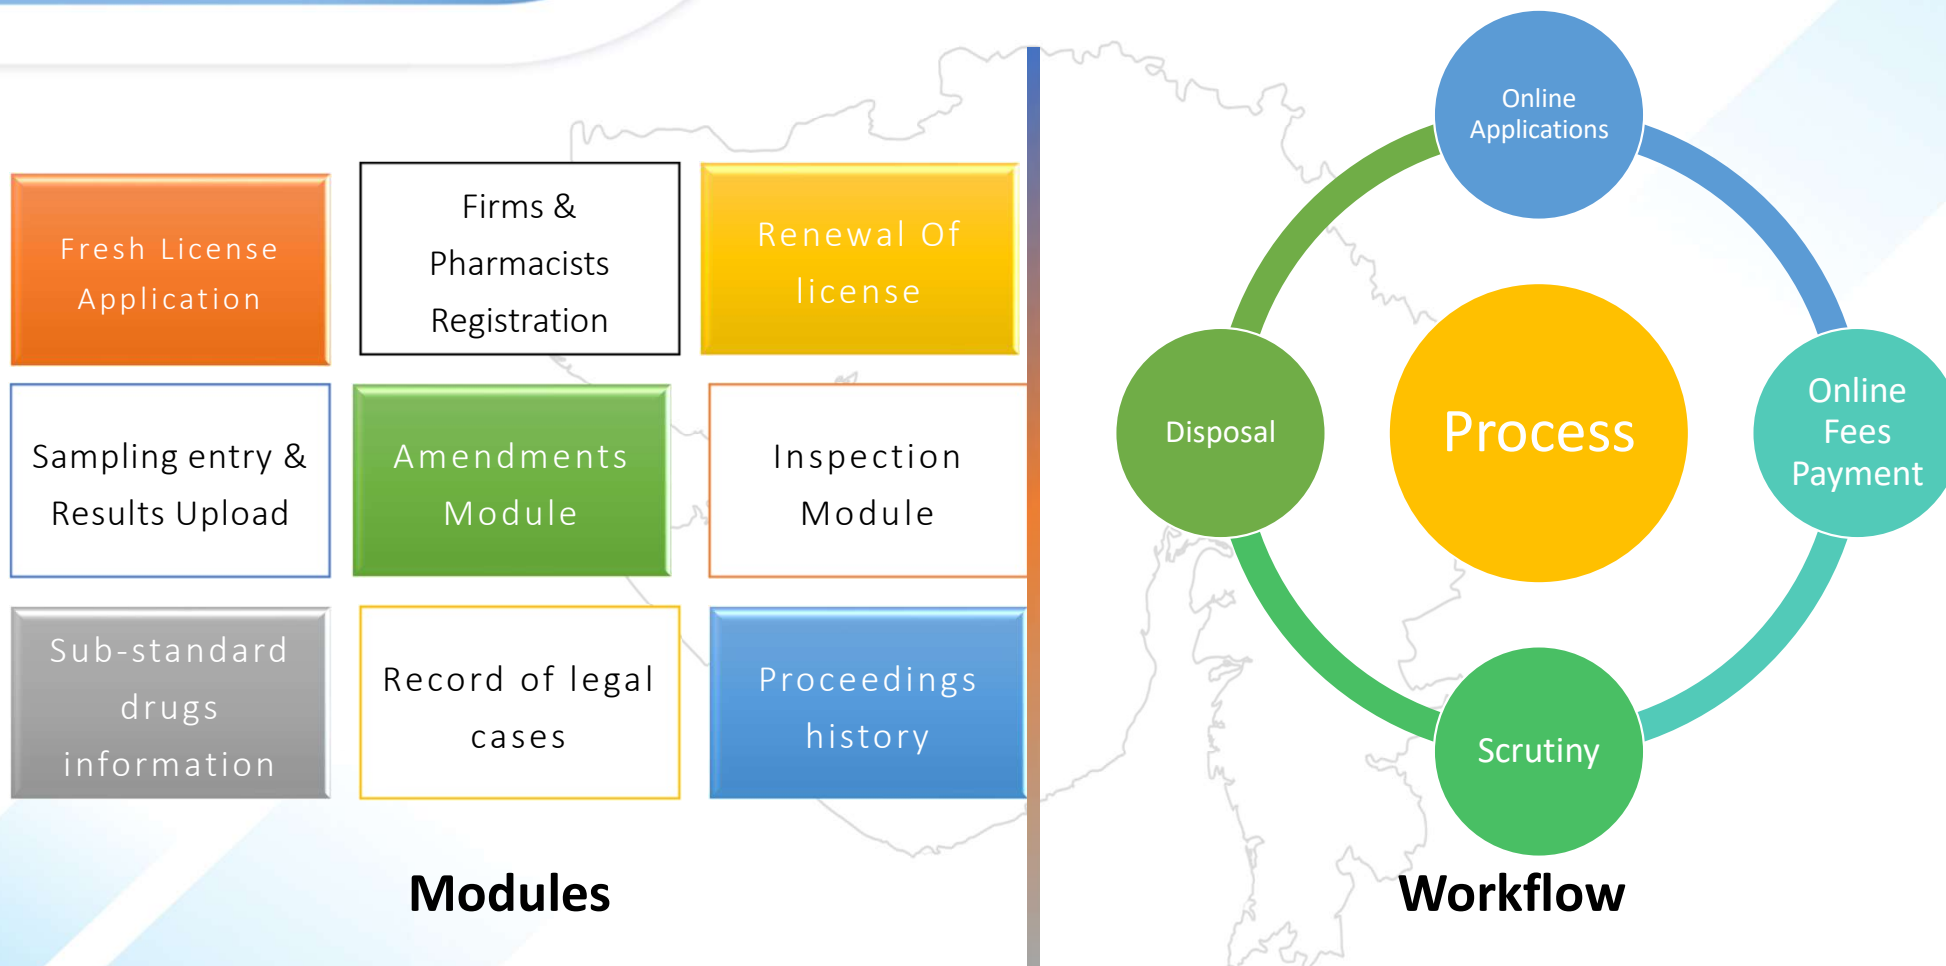 Fresh License
Application
Firms &
Pharmacists
Registration
Renewal Of
license
Sampling entry &
Results Upload
Amendments
Module
Inspection
Module
Sub-standard
drugs
information
Record of legal
cases
Proceedings
history
Modules
Online
Applications
Online
Fees
Payment
Scrutiny
Disposal
Process
Workflow